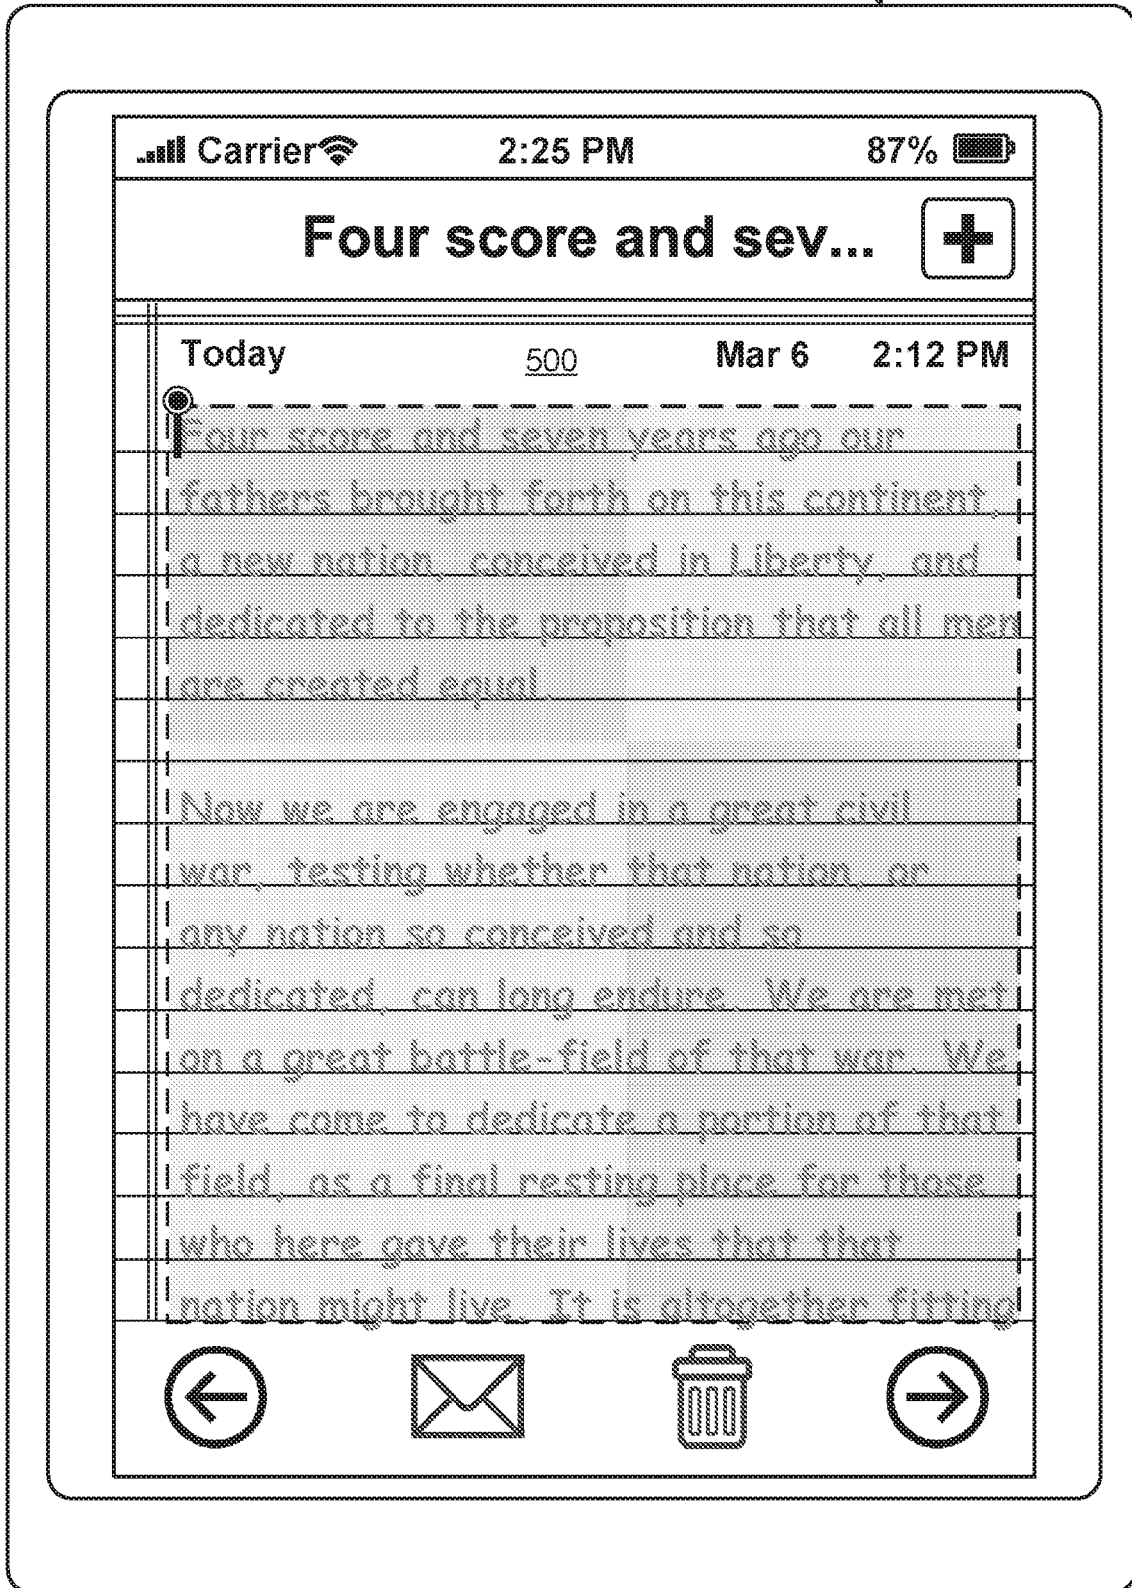 Carrier 2:25 PM 87%
Four score and sev...
Today 500 Mar 6 2:12 PM
Four score and seven years ago our
fathers brought forth on this continent,
a new nation, conceived in Liberty, and
dedicated to the proposition that all men
are created equal.
Now we are engaged in a great civil
war, testing whether that nation, or
any nation so conceived and so
dedicated, can long endure. We are met
on a great battle-field of that war. We
have come to dedicate a portion of that
field, as a final resting place for those
who here gave their lives that that
nation might live. It is altogether fitting